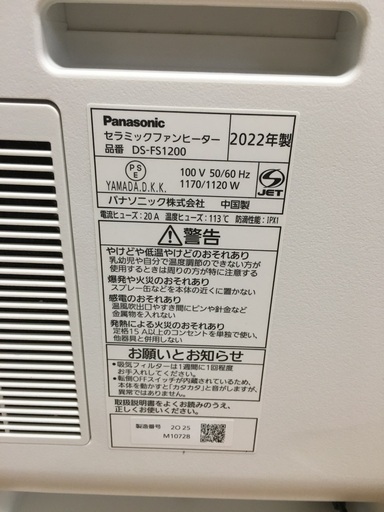 Panasonic
セラミックファンヒーター
品番 DS-FS1200
2022年製
PS
E
YAMADA.D.K.K.
100 V 50/60 Hz
1170/1120 W
S
JET
パナソニック株式会社 中国製
電流ヒューズ：20 A 温度ヒューズ：113℃ 防滴性能：IPX1
⚠警告
やけどや低温やけどのおそれあり
乳幼児や自分で温度調節のできない方が
使用するときは周りの方が特に注意する
爆発や火災のおそれあり
スプレー缶などを本体の近くに置かない
感電のおそれあり
温風吹出口やすき間にピンや針金など
金属物を入れない
発熱による火災のおそれあり
定格15 A以上のコンセントを単独で使い、
他器具と併用しない
お願いとお知らせ
●吸気フィルターは1週間に1回程度
お手入れしてください。
●転倒OFFスイッチが内蔵されているため、
本体を動かすと「カタカタ」と音がしますが、
異常ではありません。
取扱説明書をよくお読みのうえ、
正しくお使いください。
製造番号 2O 25
M10728